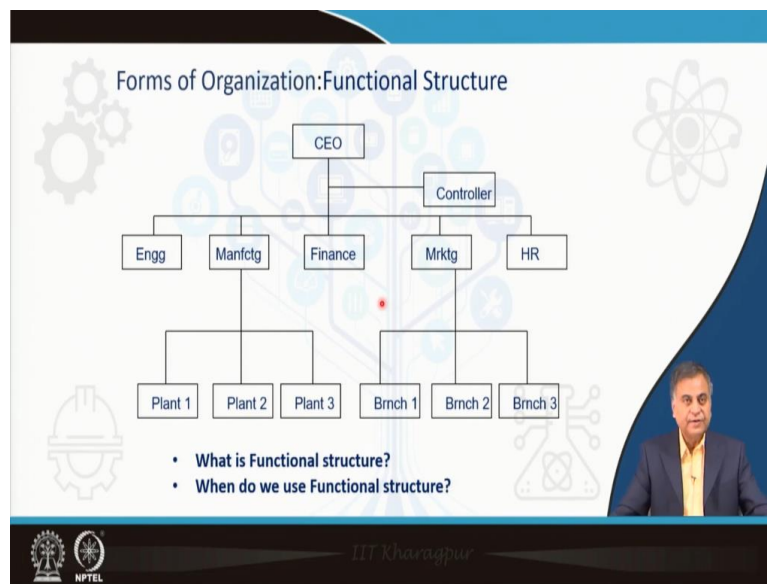 Forms of Organization:Functional Structure
CEO
Controller
Engg Manfctg Finance Mrktg HR
Plant 1 Plant 2 Plant 3 Brnch 1 Brnch 2 Brnch 3
• What is Functional structure?
• When do we use Functional structure?
IIT Kharagpur
NPTEL